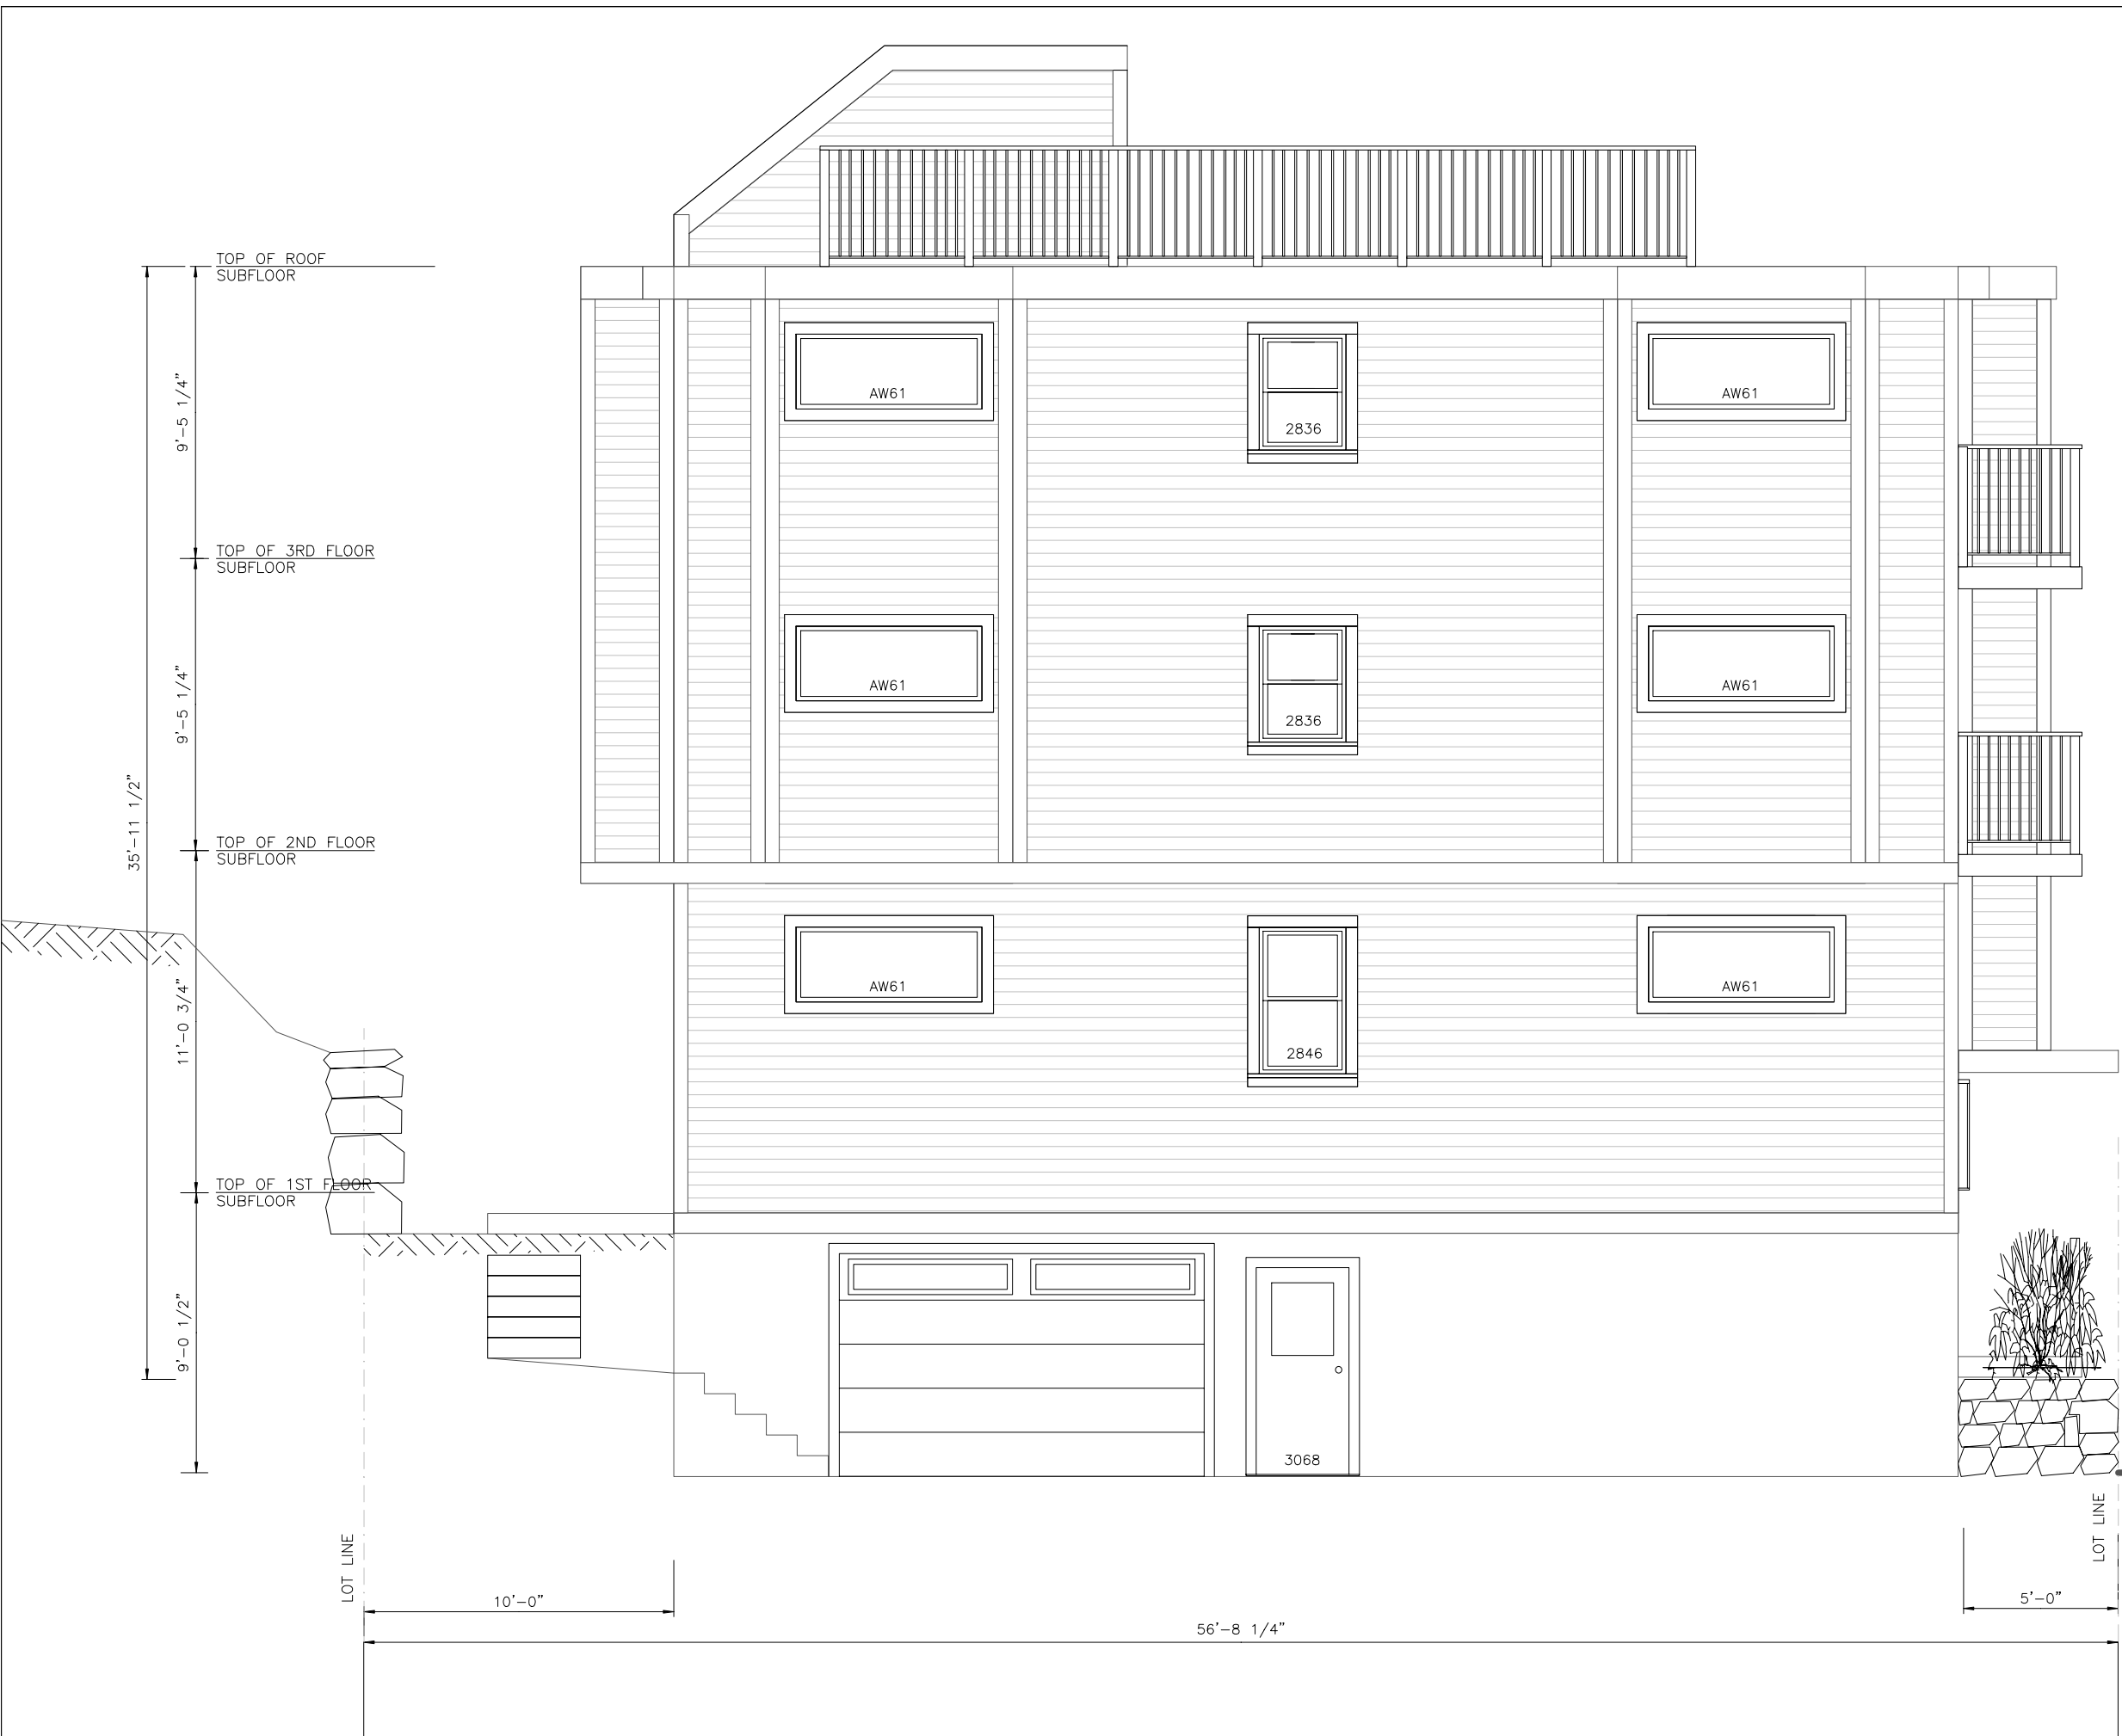 TOP OF ROOF
SUBFLOOR
9'-5 1/4"
AW61
2836
AW61
TOP OF 3RD FLOOR
SUBFLOOR
9'-5 1/4"
AW61
2836
AW61
35'-11 1/2"
TOP OF 2ND FLOOR
SUBFLOOR
11'-0 3/4"
AW61
2846
AW61
TOP OF 1ST FLOOR
SUBFLOOR
9'-0 1/2"
3068
LOT LINE
LOT LINE
10'-0"
5'-0"
56'-8 1/4"